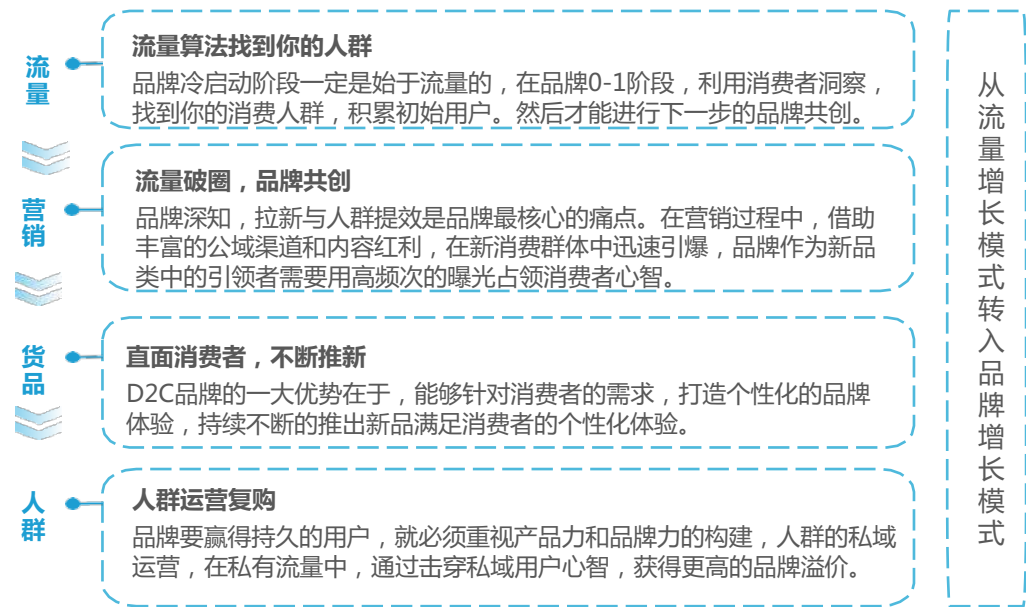 流量
流量算法找到你的人群
品牌冷启动阶段一定是始于流量的，在品牌0-1阶段，利用消费者洞察，
找到你的消费人群，积累初始用户。然后才能进行下一步的品牌共创。
营销
流量破圈，品牌共创
品牌深知，拉新与人群提效是品牌最核心的痛点。在营销过程中，借助
丰富的公域渠道和内容红利，在新消费群体中迅速引爆，品牌作为新品
类中的引领者需要用高频次的曝光占领消费者心智。
货品
直面消费者，不断推新
D2C品牌的一大优势在于，能够针对消费者的需求，打造个性化的品牌
体验，持续不断的推出新品满足消费者的个性化体验。
人群
人群运营复购
品牌要赢得持久的用户，就必须重视产品力和品牌力的构建，人群的私域
运营，在私有流量中，通过击穿私域用户心智，获得更高的品牌溢价。
从流量增长模式转入品牌增长模式